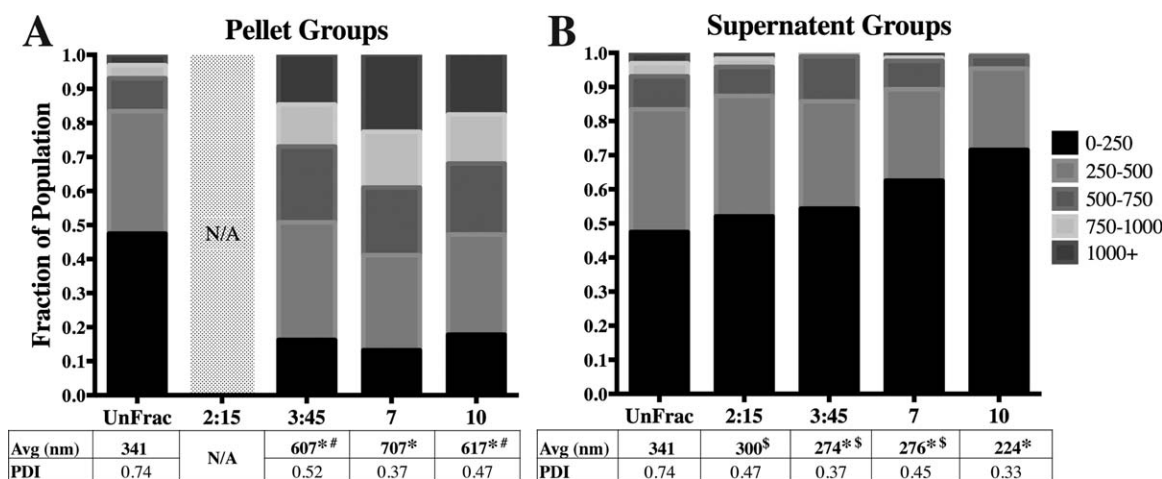 A Pellet Groups
Fraction of Population
1.0
0.9
0.8
0.7
0.6
0.5
0.4
0.3
0.2
0.1
0.0
N/A
UnFrac 2:15 3:45 7 10
Avg (nm) 341 N/A 607*# 707* 617*#
PDI 0.74 0.52 0.37 0.47
B Supernatent Groups
1.0
0.9
0.8
0.7
0.6
0.5
0.4
0.3
0.2
0.1
0.0
UnFrac 2:15 3:45 7 10
Avg (nm) 341 300$ 274*$ 276*$ 224*
PDI 0.74 0.47 0.37 0.45 0.33
0-250
250-500
500-750
750-1000
1000+